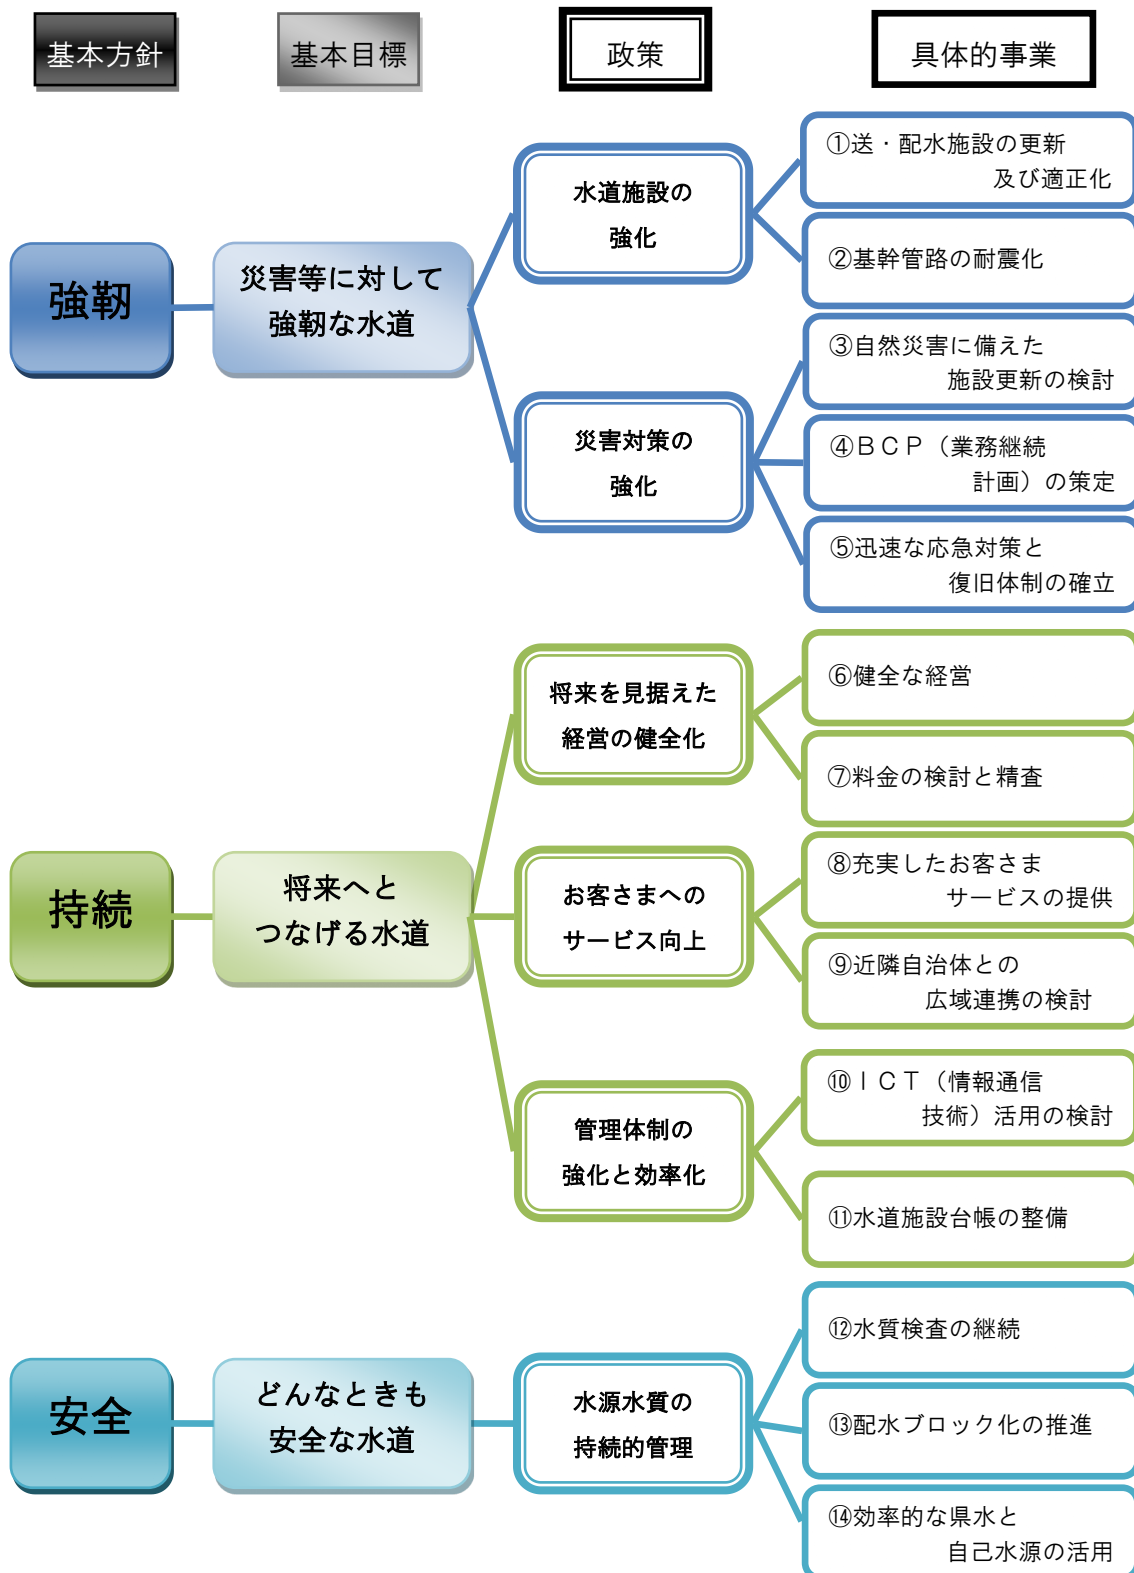 基本方針
基本目標
政策
具体的事業
強靭
災害等に対して
強靭な水道
水道施設の
強化
①送・配水施設の更新
及び適正化
②基幹管路の耐震化
災害対策の
強化
③自然災害に備えた
施設更新の検討
④BCP（業務継続
計画）の策定
⑤迅速な応急対策と
復旧体制の確立
持続
将来へと
つなげる水道
将来を見据えた
経営の健全化
⑥健全な経営
⑦料金の検討と精査
お客さまへの
サービス向上
⑧充実したお客さま
サービスの提供
⑨近隣自治体との
広域連携の検討
管理体制の
強化と効率化
⑩ICT（情報通信
技術）活用の検討
⑪水道施設台帳の整備
安全
どんなときも
安全な水道
水源水質の
持続的管理
⑫水質検査の継続
⑬配水ブロック化の推進
⑭効率的な県水と
自己水源の活用